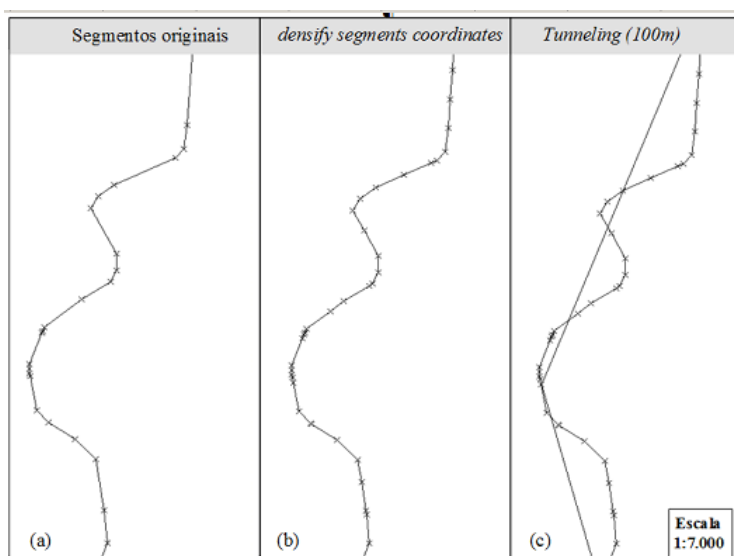 Segmentos originais
densify segments coordinates
Tunneling (100m)
(a)
(b)
(c)
Escala
1:7.000